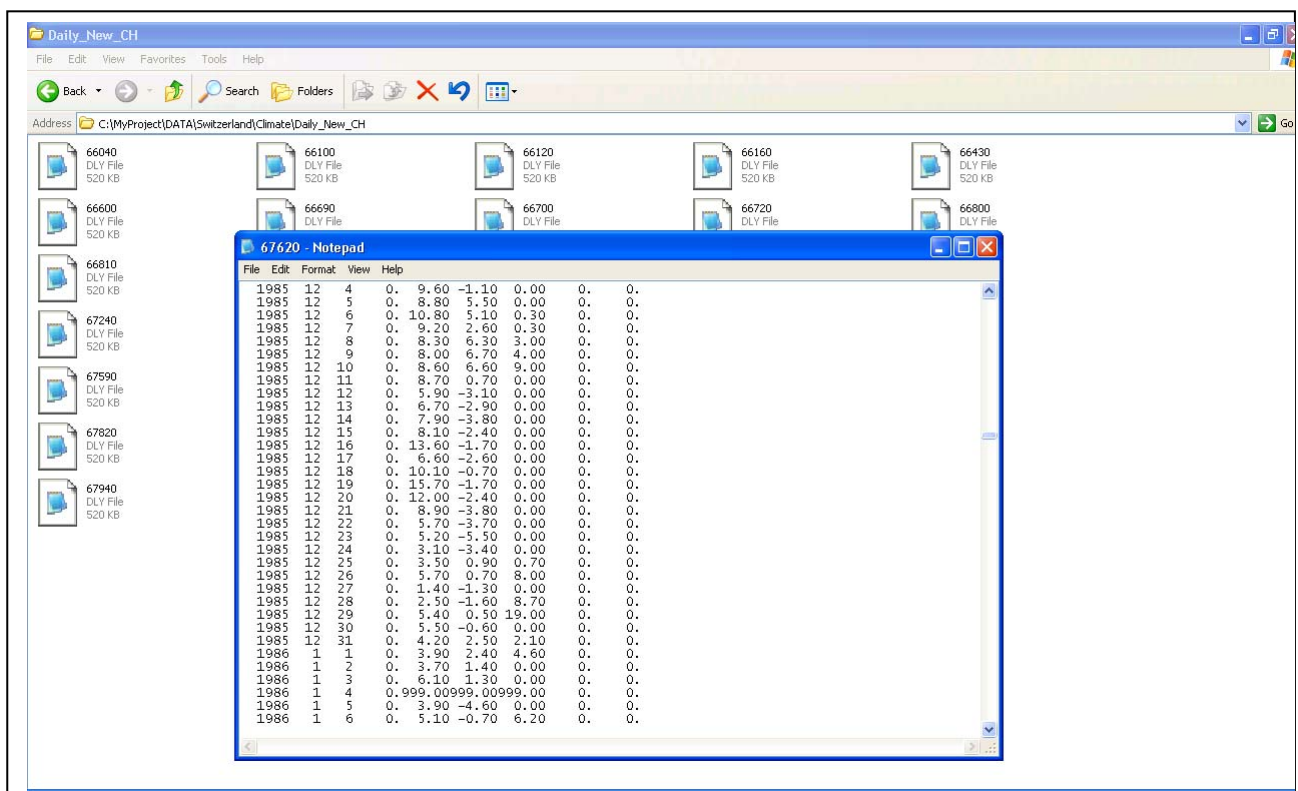 Daily_New_CH
File Edit View Favorites Tools Help
Back Search Folders
Address C:\MyProject\DATA\Switzerland\Climate\Daily_New_CH Go
66040 66100 66120 66160 66430
DLY File DLY File DLY File DLY File DLY File
520 KB 520 KB 520 KB 520 KB 520 KB
66600 66690 66700 66720 66800
DLY File DLY File DLY File DLY File DLY File
520 KB
66810
DLY File
520 KB
67240
DLY File
520 KB
67590
DLY File
520 KB
67820
DLY File
520 KB
67940
DLY File
520 KB
67620 - Notepad
File Edit Format View Help
1985 12 4 0. 9.60 -1.10 0.00 0. 0.
1985 12 5 0. 8.80 5.50 0.00 0. 0.
1985 12 6 0. 10.80 5.10 0.30 0. 0.
1985 12 7 0. 9.20 2.60 0.30 0. 0.
1985 12 8 0. 8.30 6.30 3.00 0. 0.
1985 12 9 0. 8.00 6.70 4.00 0. 0.
1985 12 10 0. 8.60 6.60 9.00 0. 0.
1985 12 11 0. 8.70 0.70 0.00 0. 0.
1985 12 12 0. 5.90 -3.10 0.00 0. 0.
1985 12 13 0. 6.70 -2.90 0.00 0. 0.
1985 12 14 0. 7.90 -3.80 0.00 0. 0.
1985 12 15 0. 8.10 -2.40 0.00 0. 0.
1985 12 16 0. 13.60 -1.70 0.00 0. 0.
1985 12 17 0. 6.60 -2.60 0.00 0. 0.
1985 12 18 0. 10.10 -0.70 0.00 0. 0.
1985 12 19 0. 15.70 -1.70 0.00 0. 0.
1985 12 20 0. 12.00 -2.40 0.00 0. 0.
1985 12 21 0. 8.90 -3.80 0.00 0. 0.
1985 12 22 0. 5.70 -3.70 0.00 0. 0.
1985 12 23 0. 5.20 -5.50 0.00 0. 0.
1985 12 24 0. 3.10 -3.40 0.00 0. 0.
1985 12 25 0. 3.50 0.90 0.70 0. 0.
1985 12 26 0. 5.70 0.70 8.00 0. 0.
1985 12 27 0. 1.40 -1.30 0.00 0. 0.
1985 12 28 0. 2.50 -1.60 8.70 0. 0.
1985 12 29 0. 5.40 0.50 19.00 0. 0.
1985 12 30 0. 5.50 -0.60 0.00 0. 0.
1985 12 31 0. 4.20 2.50 2.10 0. 0.
1986 1 1 0. 3.90 2.40 4.60 0. 0.
1986 1 2 0. 3.70 1.40 0.00 0. 0.
1986 1 3 0. 6.10 1.30 0.00 0. 0.
1986 1 4 0.999.00999.00999.00 0. 0.
1986 1 5 0. 3.90 -4.60 0.00 0. 0.
1986 1 6 0. 5.10 -0.70 6.20 0. 0.